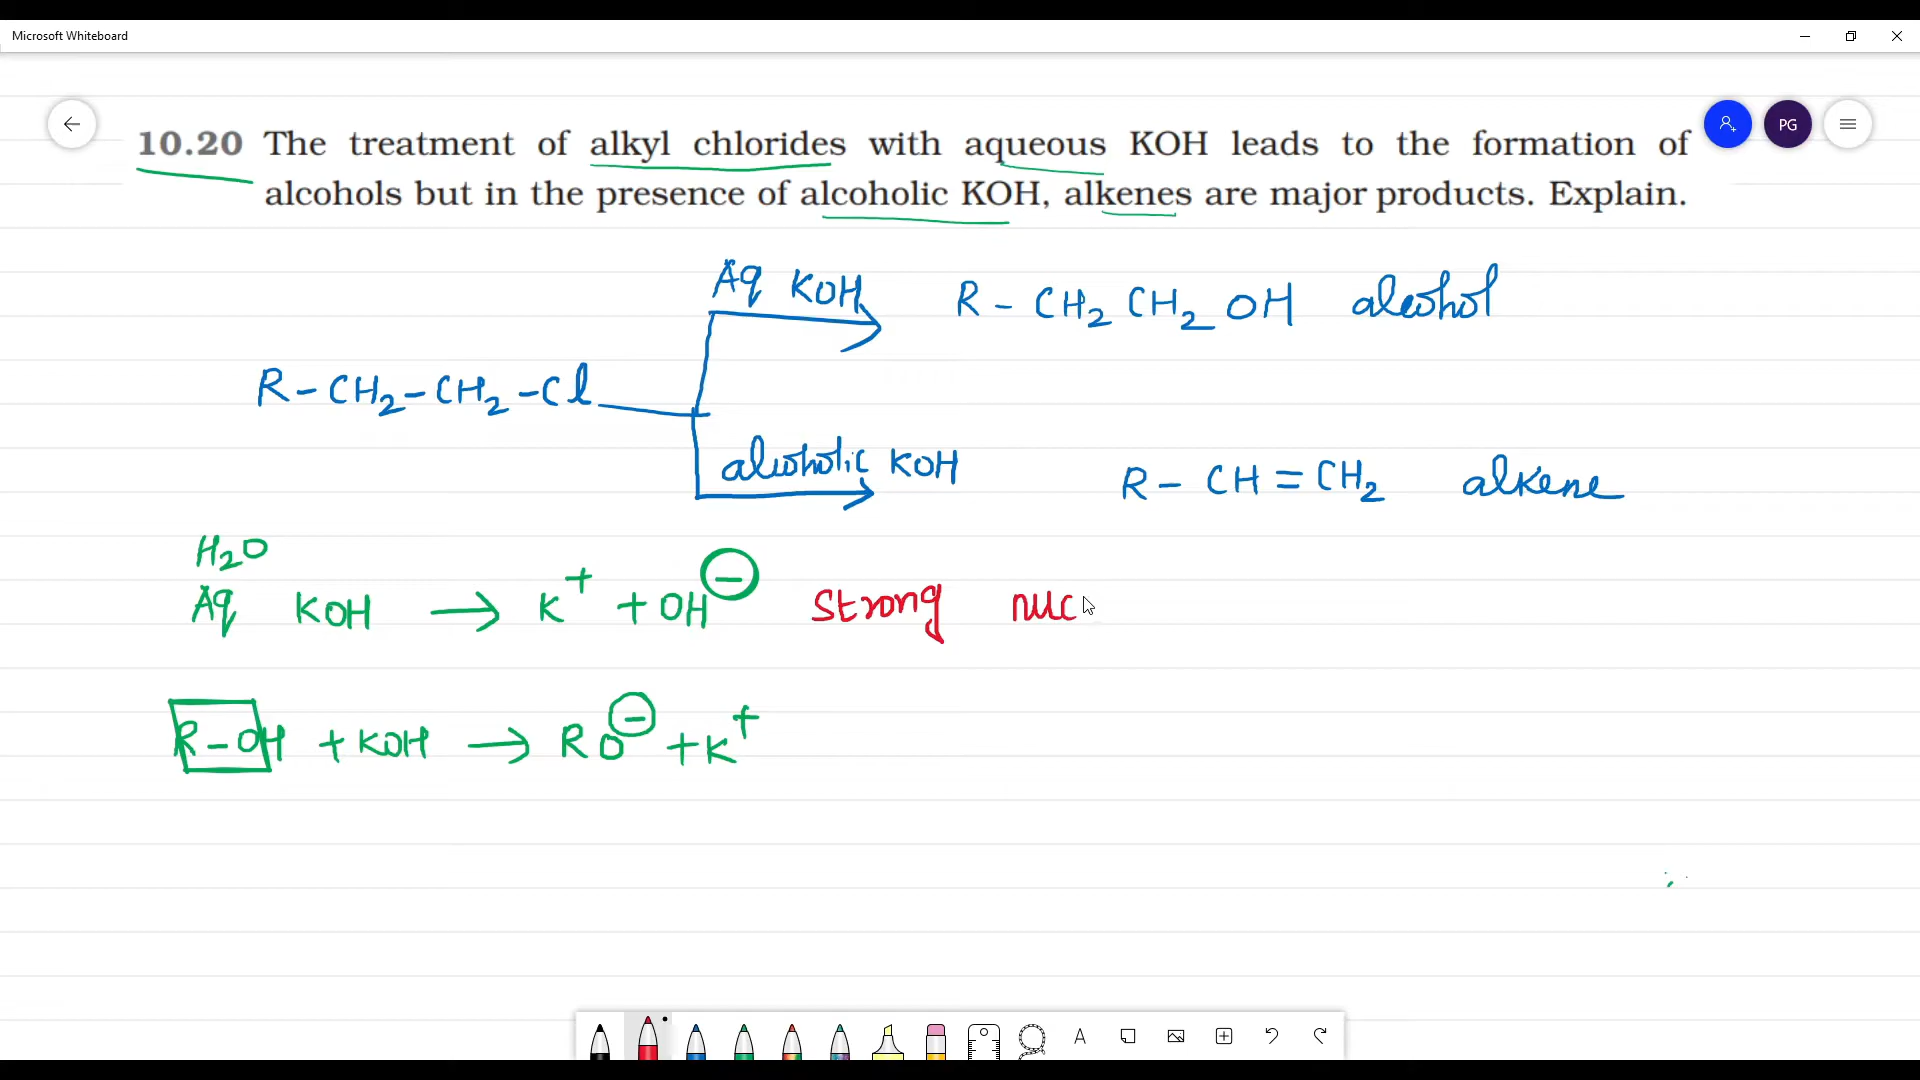 Microsoft Whiteboard
PG
10.20 The treatment of alkyl chlorides with aqueous KOH leads to the formation of
alcohols but in the presence of alcoholic KOH, alkenes are major products. Explain.
Aq KOH
R - CH₂ CH₂ OH alcohol
R - CH₂ - CH₂ - Cl
alcoholic KOH
R - CH = CH₂ alkene
H₂O
Aq KOH → K⁺ + OH⁻ Strong nuc
R - OH + KOH → RO⁻ + K⁺
A